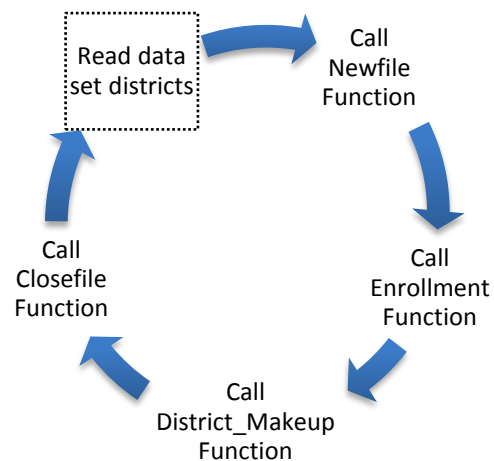 Read data
set districts
Call
Newfile
Function
Call
Enrollment
Function
Call
District_Makeup
Function
Call
Closefile
Function